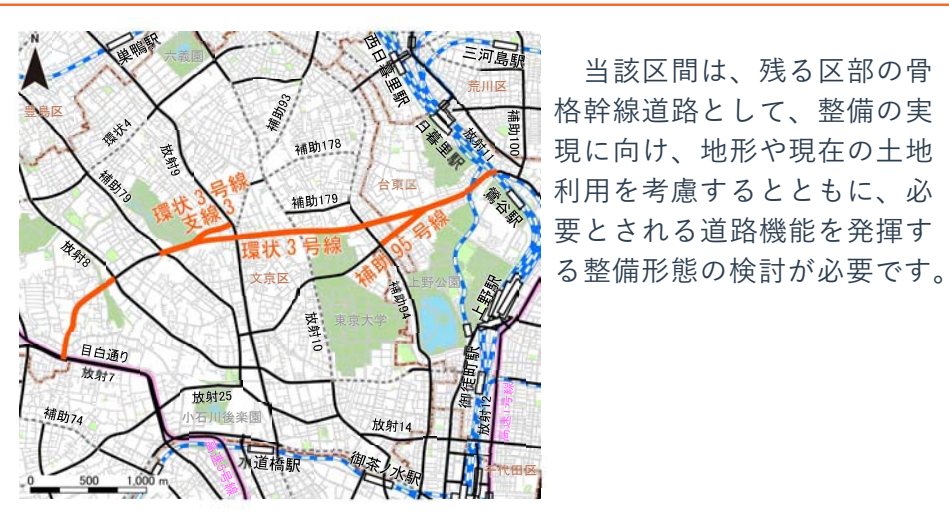 N
巣鴨駅
六義園
西日暮里駅
三河島駅
荒川区
豊島区
環状4
補助93
放射9
補助178
日暮里駅
放射11
補助100
補助79
環状3号線
支線3
補助179
台東区
鶯谷駅
放射8
環状3号線
補助95号線
文京区
上野公園
上野駅
補助94
東京大学
放射10
目白通り
放射7
御徒町駅
放射12
高速1号線
放射25
小石川後楽園
補助74
放射14
高速5号線
水道橋駅
御茶ノ水駅
千代田区
0 500 1,000 m
当該区間は、残る区部の骨
格幹線道路として、整備の実
現に向け、地形や現在の土地
利用を考慮するとともに、必
要とされる道路機能を発揮す
る整備形態の検討が必要です。